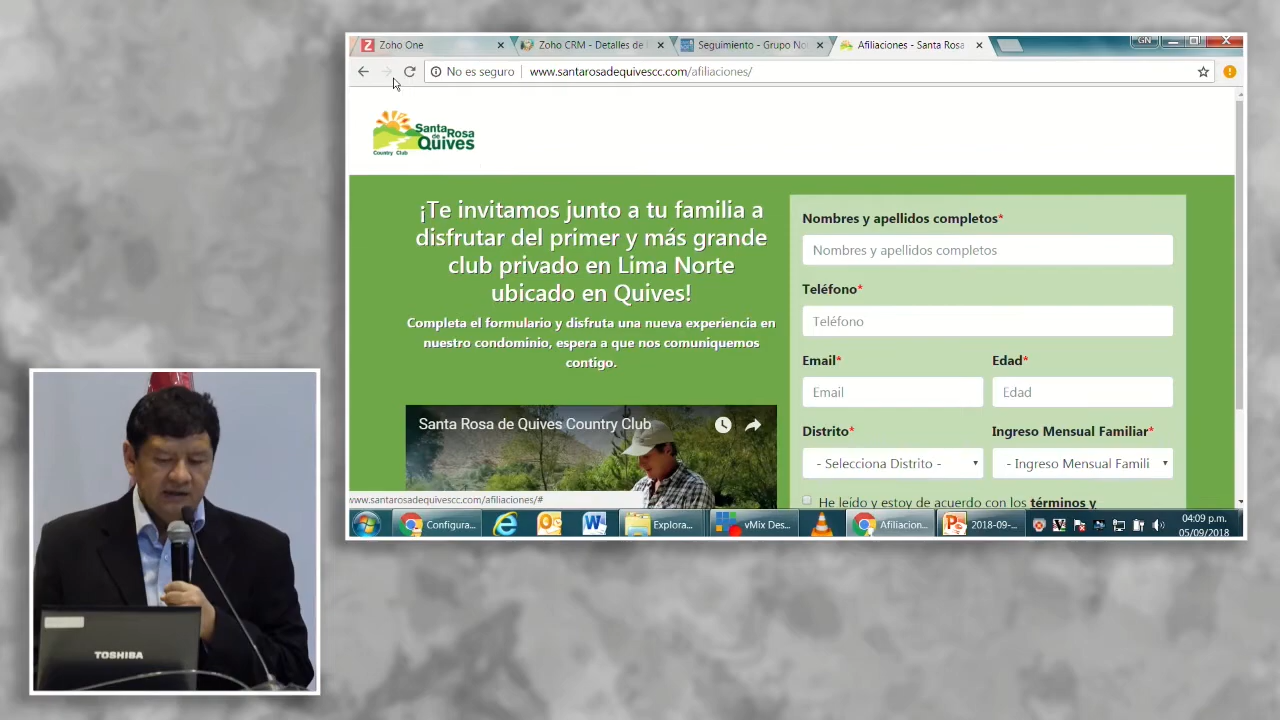 Zoho One
Zoho CRM - Detalles de
Seguimiento - Grupo No
Afiliaciones - Santa Rosa
GN
No es seguro
www.santarosadequivescc.com/afiliaciones/
Santa Rosa
de
Quives
Country Club
¡Te invitamos junto a tu familia a
disfrutar del primer y más grande
club privado en Lima Norte
ubicado en Quives!
Completa el formulario y disfruta una nueva experiencia en
nuestro condominio, espera a que nos comuniquemos
contigo.
Santa Rosa de Quives Country Club
Nombres y apellidos completos*
Nombres y apellidos completos
Teléfono*
Teléfono
Email* Edad*
Email Edad
Distrito* Ingreso Mensual Familiar*
- Selecciona Distrito - - Ingreso Mensual Famili
He leído y estoy de acuerdo con los términos y
www.santarosadequivescc.com/afiliaciones/#
Configura... Explora... vMix Des... Afiliacion... 2018-09-...
04:09 p.m.
05/09/2018
TOSHIBA